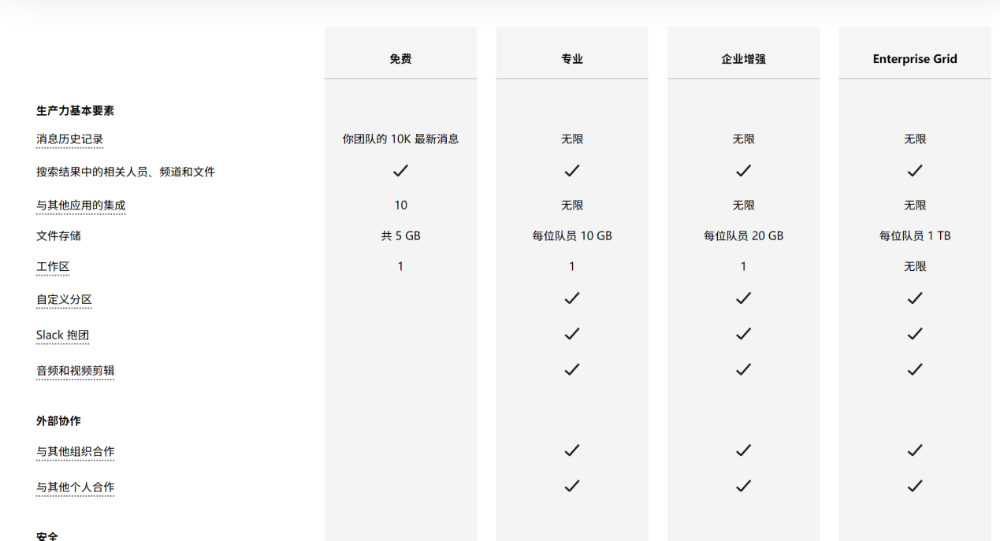 免费 专业 企业增强 Enterprise Grid
生产力基本要素
消息历史记录 你团队的 10K 最新消息 无限 无限 无限
搜索结果中的相关人员、频道和文件
与其他应用的集成 10 无限 无限 无限
文件存储 共 5 GB 每位队员 10 GB 每位队员 20 GB 每位队员 1 TB
工作区 1 1 1 无限
自定义分区
Slack 抱团
音频和视频剪辑
外部协作
与其他组织合作
与其他个人合作
安全